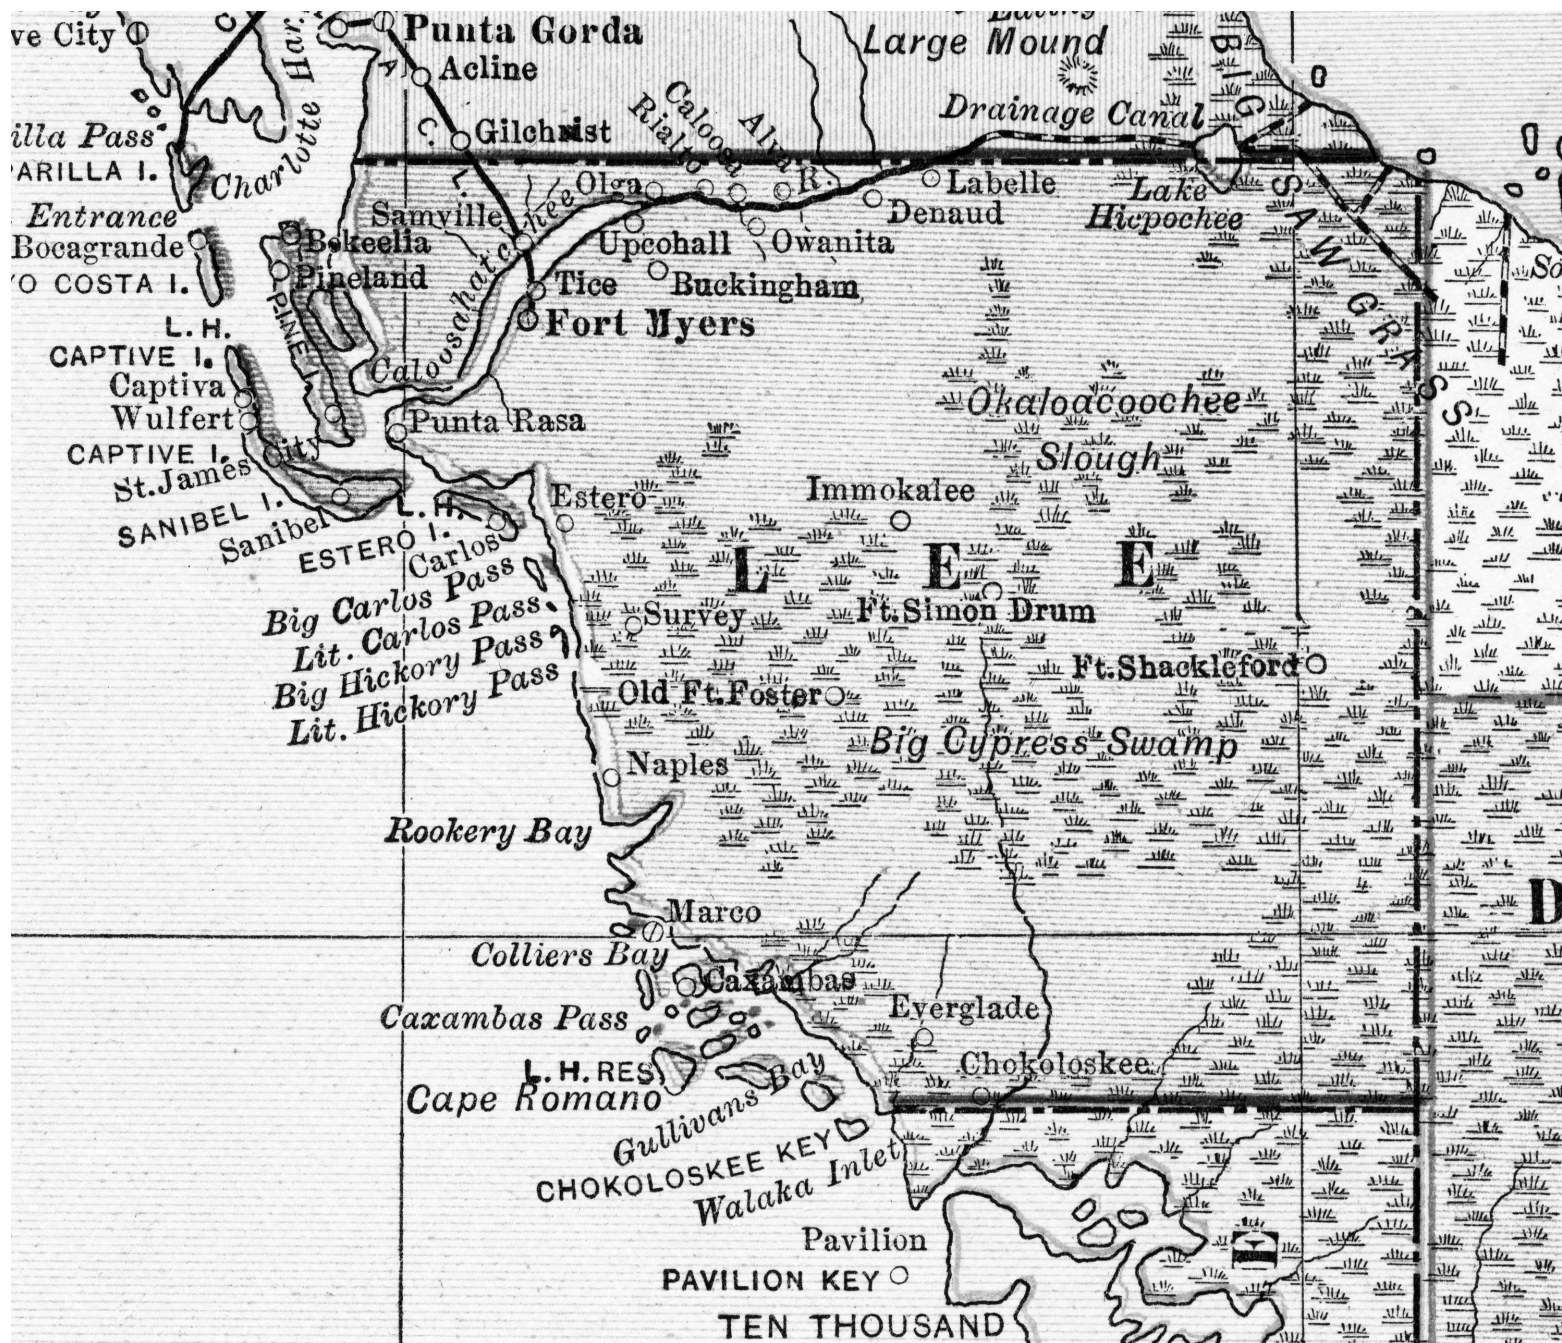 ve City
Punta Gorda
Large Mound
Acline
BIG SAW GRASS
Drainage Canal
Charlotte Har.
A. C. L.
Gilchrist
Caloosa
Rialto
Alva
illa Pass
ARILLA I.
Olga
R.
Labelle
Lake
Hicpochee
Denaud
Entrance
Samville
Bocagrande
Bokeelia
Upcohall
Owanita
Pineland
YO COSTA I.
Tice
Buckingham
So
PINE I.
Caloosahatchee
Fort Myers
L. H.
CAPTIVE I.
Captiva
Wulfert
Okaloacoochee
Slough
Punta Rasa
CAPTIVE I.
St. James City
Immokalee
Estero
SANIBEL I.
Sanibel
L. H.
ESTERO I.
Carlos
LEE
Big Carlos Pass
Ft. Simon Drum
Lit. Carlos Pass
Survey
Big Hickory Pass
Ft. Shackleford
Lit. Hickory Pass
Old Ft. Foster
Big Cypress Swamp
Naples
Rookery Bay
D
Marco
Colliers Bay
Caxambas
Caxambas Pass
Everglade
L. H. RES.
Chokoloskee
Cape Romano
Gullivans Bay
CHOKOLOSKEE KEY
Walaka Inlet
Pavilion
PAVILION KEY
TEN THOUSAND